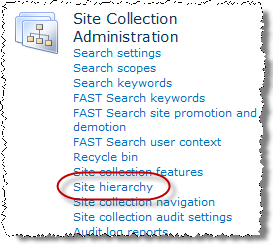 Site Collection
Administration
Search settings
Search scopes
Search keywords
FAST Search keywords
FAST Search site promotion and
demotion
FAST Search user context
Recycle bin
Site collection features
Site hierarchy
Site collection navigation
Site collection audit settings
Audit log reports